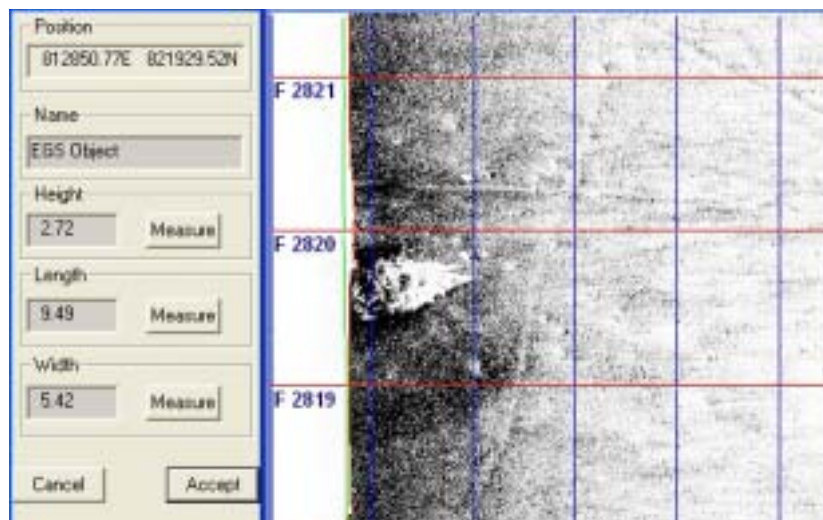 Position
812850.77E 821929.52N
Name
EGS Object
Height
2.72 Measure
Length
9.49 Measure
Width
5.42 Measure
Cancel Accept
F 2821
F 2820
F 2819